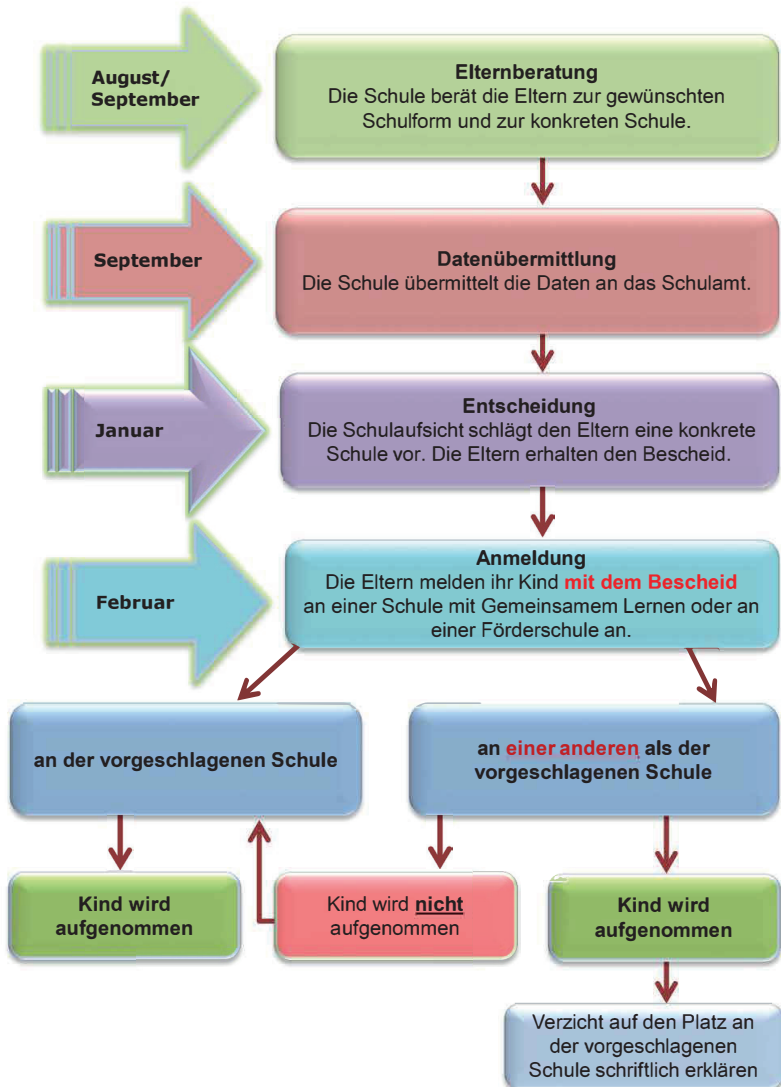 August/
September
Elternberatung
Die Schule berät die Eltern zur gewünschten
Schulform und zur konkreten Schule.
September
Datenübermittlung
Die Schule übermittelt die Daten an das Schulamt.
Januar
Entscheidung
Die Schulaufsicht schlägt den Eltern eine konkrete
Schule vor. Die Eltern erhalten den Bescheid.
Februar
Anmeldung
Die Eltern melden ihr Kind mit dem Bescheid
an einer Schule mit Gemeinsamem Lernen oder an
einer Förderschule an.
an der vorgeschlagenen Schule
an einer anderen als der
vorgeschlagenen Schule
Kind wird
aufgenommen
Kind wird nicht
aufgenommen
Kind wird
aufgenommen
Verzicht auf den Platz an
der vorgeschlagenen
Schule schriftlich erklären